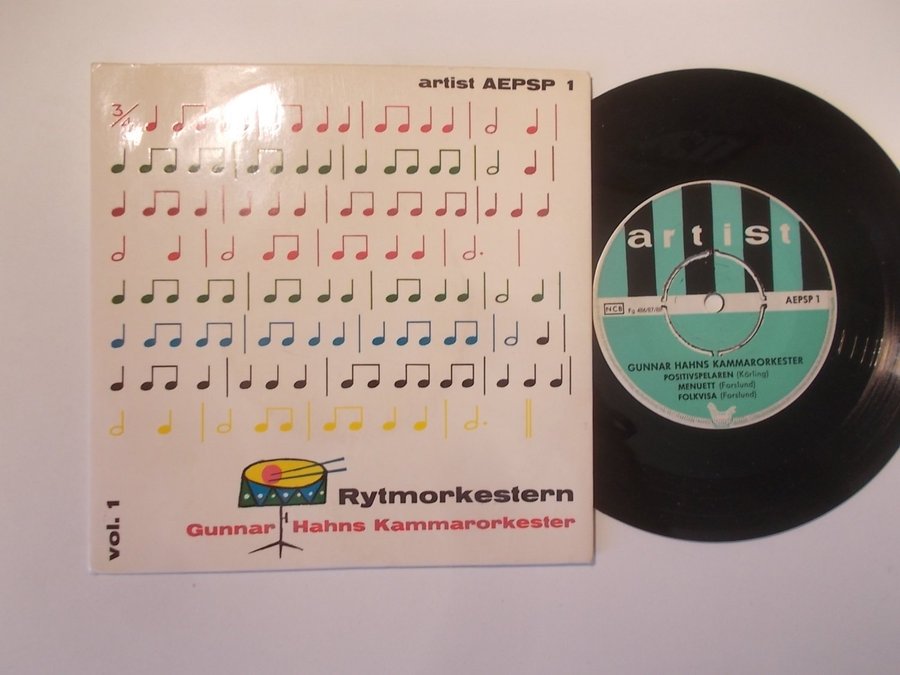 artist AEPSP 1
3/4
Rytmorkestern
Gunnar Hahns Kammarorkester
vol. 1
artist
NCB
AEPSP 1
GUNNAR HAHNS KAMMARORKESTER
POSITIVSPELAREN (Körling)
MENUETT (Forslund)
FOLKVISA (Forslund)